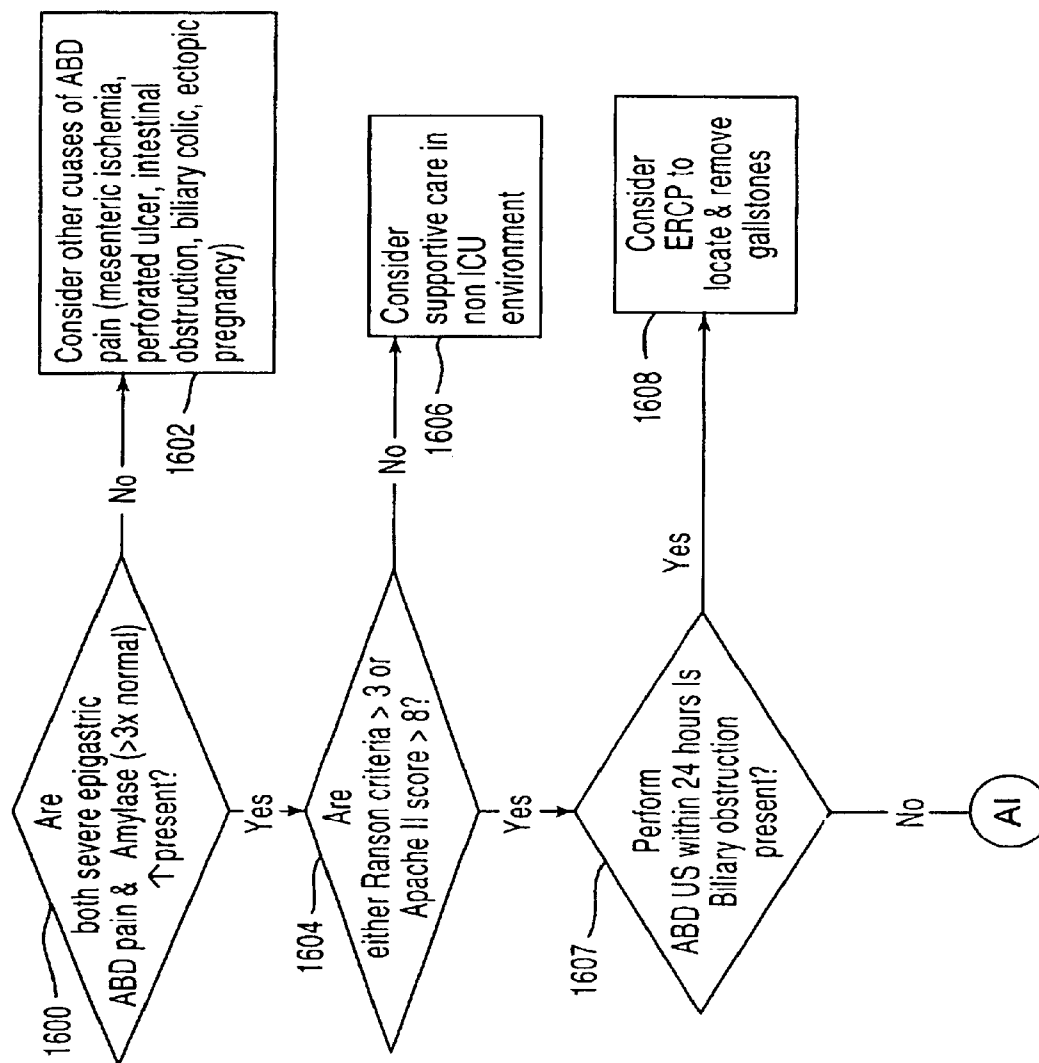 Are
both severe epigastric
ABD pain & Amylase (>3x normal)
↑present?
1600
No
Consider other cuases of ABD
pain (mesenteric ischemia,
perforated ulcer, intestinal
obstruction, biliary colic, ectopic
pregnancy)
1602
Yes
Are
either Ranson criteria > 3 or
Apache II score > 8?
1604
No
Consider
supportive care in
non ICU
environment
1606
Yes
Perform
ABD US within 24 hours Is
Biliary obstruction
present?
1607
Yes
Consider
ERCP to
locate & remove
gallstones
1608
No
AI